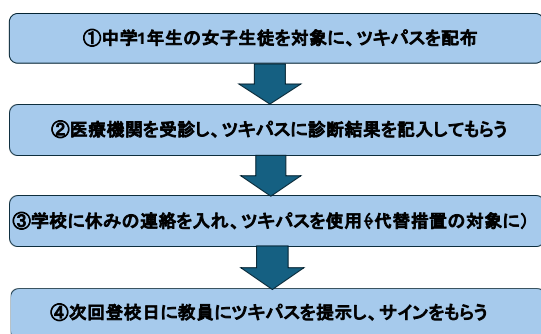 ①中学1年生の女子生徒を対象に、ツキパスを配布
②医療機関を受診し、ツキパスに診断結果を記入してもらう
③学校に休みの連絡を入れ、ツキパスを使用(→代替措置の対象に)
④次回登校日に教員にツキパスを提示し、サインをもらう